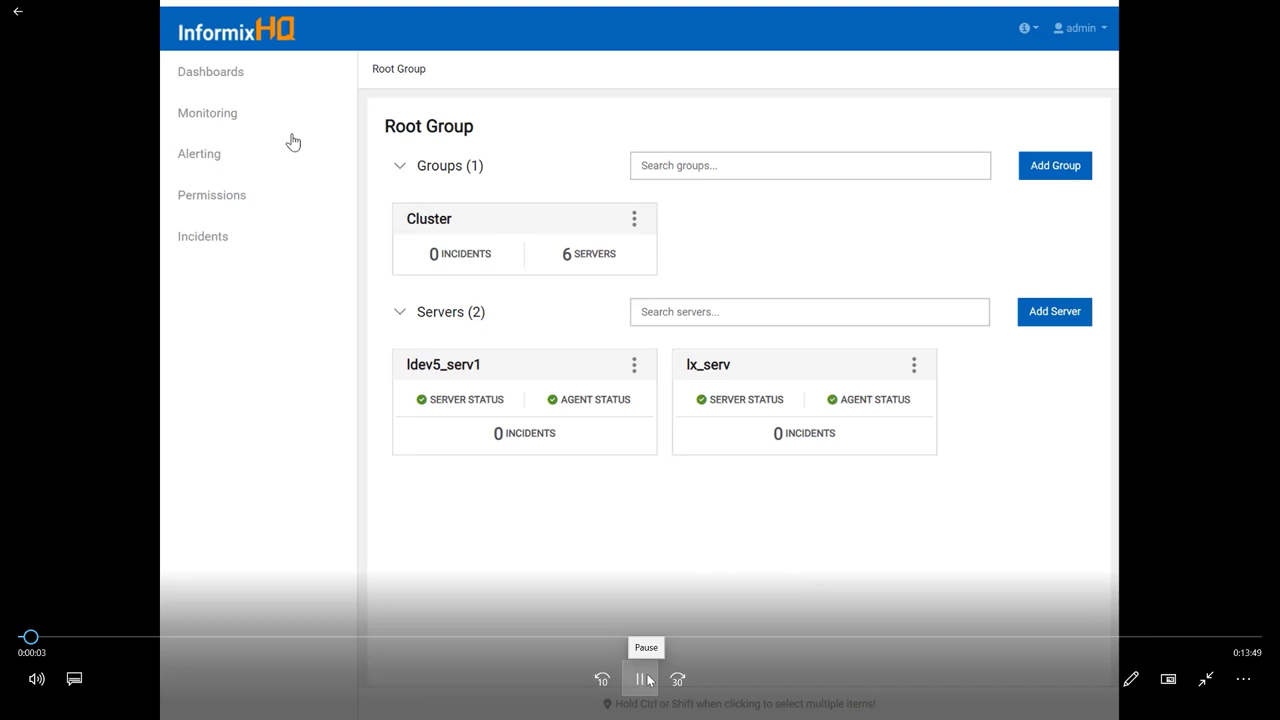 InformixHQ
admin
Dashboards
Monitoring
Alerting
Permissions
Incidents
Root Group
Root Group
Groups (1)
Search groups...
Add Group
Cluster
0 INCIDENTS
6 SERVERS
Servers (2)
Search servers...
Add Server
ldev5_serv1
SERVER STATUS
AGENT STATUS
0 INCIDENTS
lx_serv
SERVER STATUS
AGENT STATUS
0 INCIDENTS
Pause
0:00:03
0:13:49
10
30
Hold Ctrl or Shift when clicking to select multiple items!